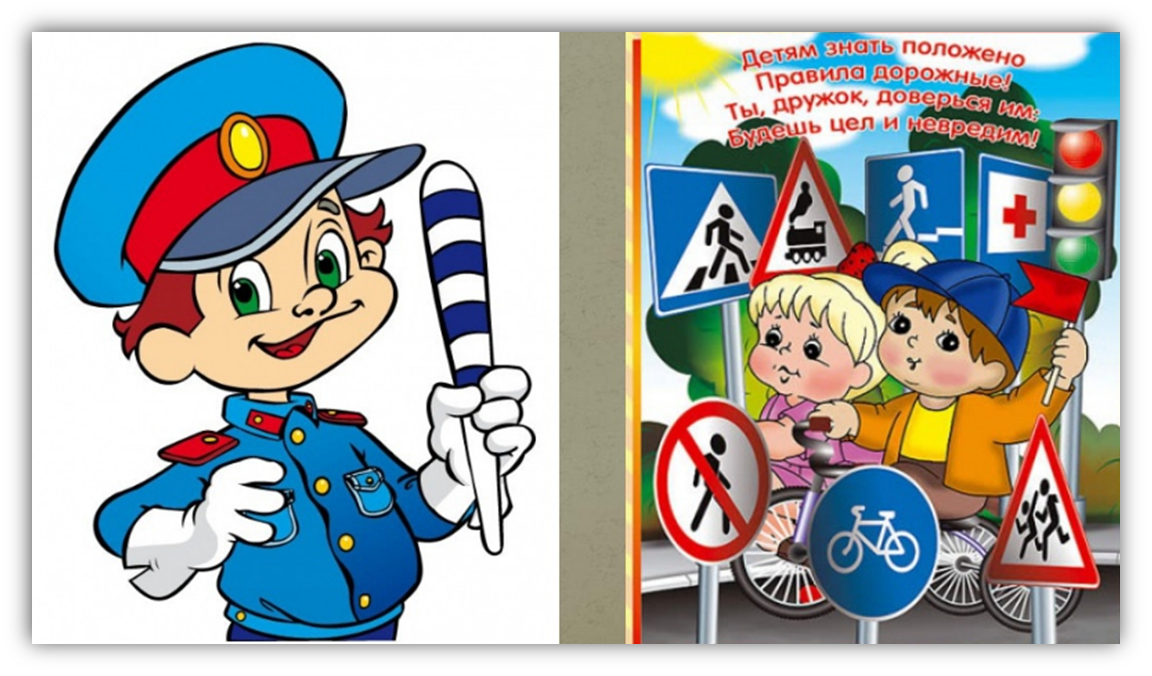 Детям знать положено
Правила дорожные!
Ты, дружок, доверься им:
Будешь цел и невредим!